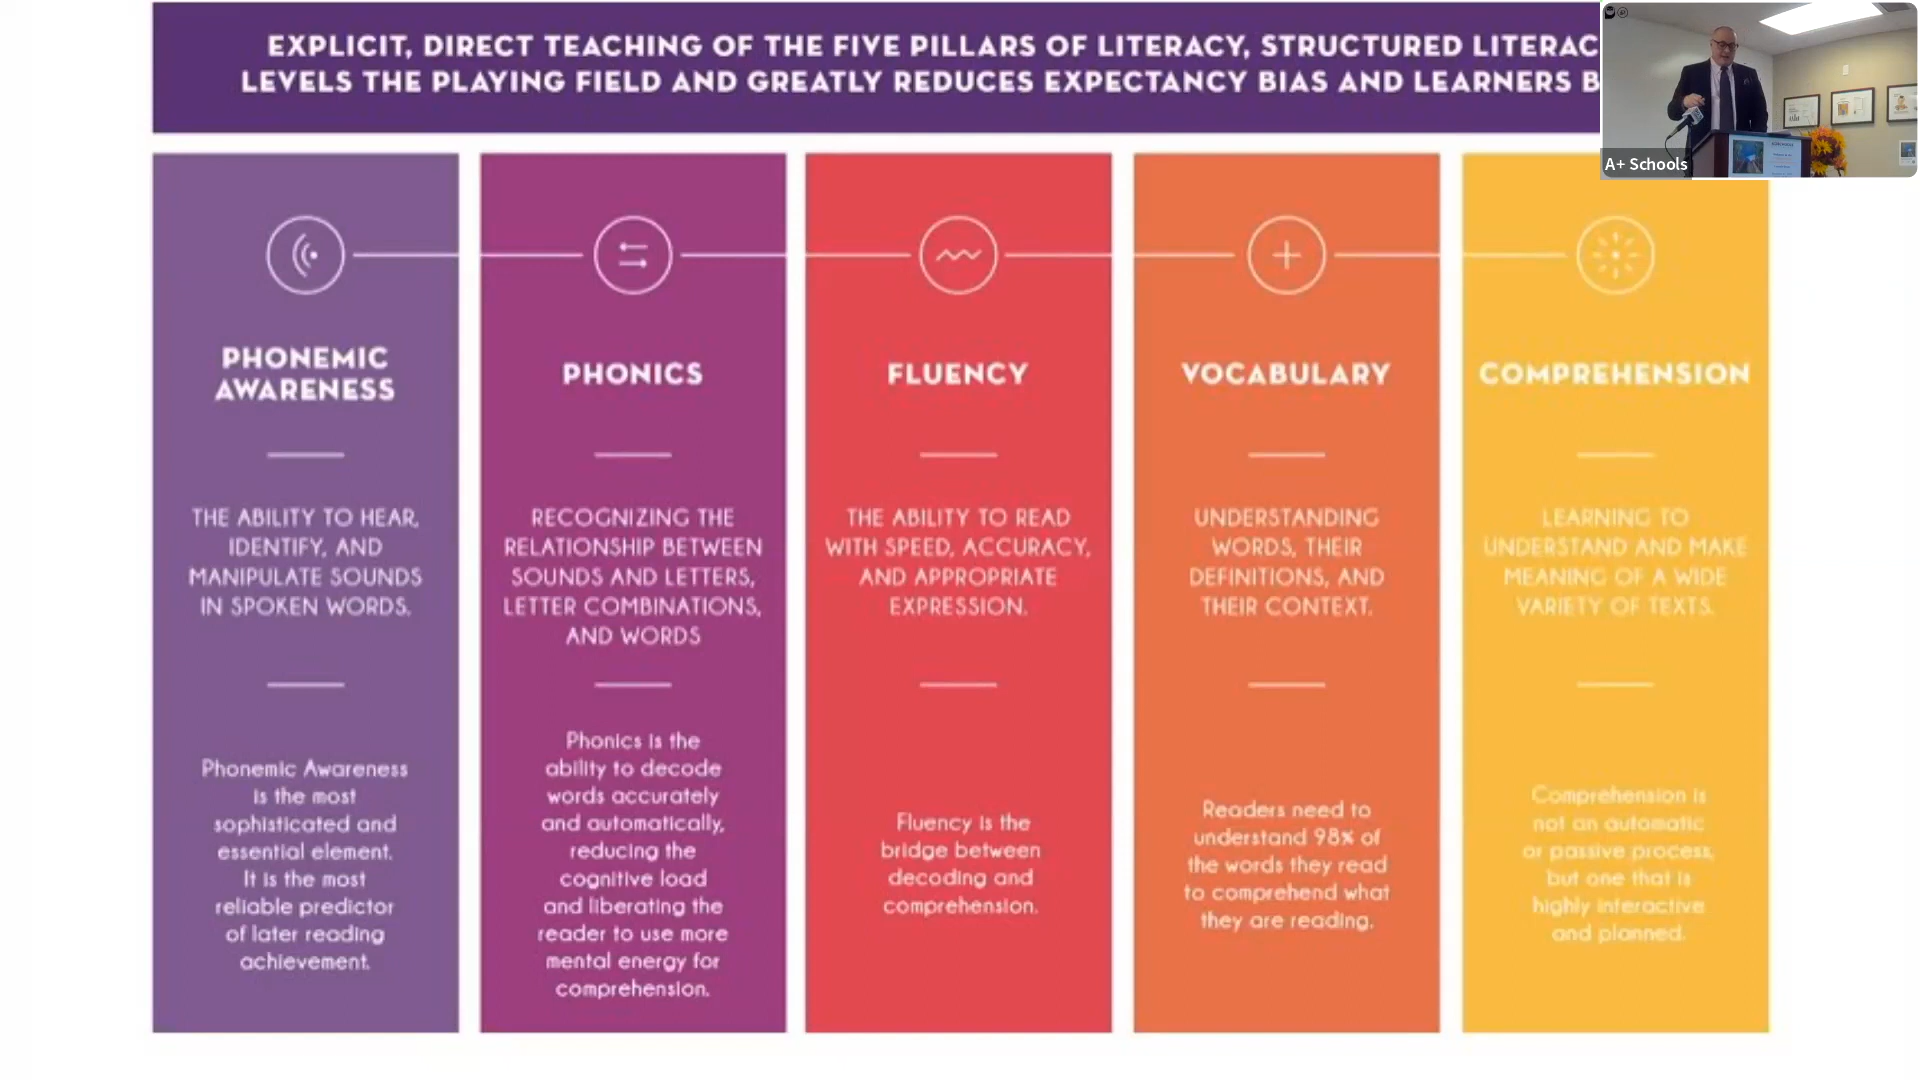 EXPLICIT, DIRECT TEACHING OF THE FIVE PILLARS OF LITERACY, STRUCTURED LITERAC
LEVELS THE PLAYING FIELD AND GREATLY REDUCES EXPECTANCY BIAS AND LEARNERS B
A+ Schools
PHONEMIC
AWARENESS
THE ABILITY TO HEAR,
IDENTIFY, AND
MANIPULATE SOUNDS
IN SPOKEN WORDS.
Phonemic Awareness
is the most
sophisticated and
essential element.
It is the most
reliable predictor
of later reading
achievement.
PHONICS
RECOGNIZING THE
RELATIONSHIP BETWEEN
SOUNDS AND LETTERS,
LETTER COMBINATIONS,
AND WORDS
Phonics is the
ability to decode
words accurately
and automatically,
reducing the
cognitive load
and liberating the
reader to use more
mental energy for
comprehension.
FLUENCY
THE ABILITY TO READ
WITH SPEED, ACCURACY,
AND APPROPRIATE
EXPRESSION.
Fluency is the
bridge between
decoding and
comprehension.
VOCABULARY
UNDERSTANDING
WORDS, THEIR
DEFINITIONS, AND
THEIR CONTEXT.
Readers need to
understand 98% of
the words they read
to comprehend what
they are reading.
COMPREHENSION
LEARNING TO
UNDERSTAND AND MAKE
MEANING OF A WIDE
VARIETY OF TEXTS.
Comprehension is
not an automatic
or passive process,
but one that is
highly interactive
and planned.